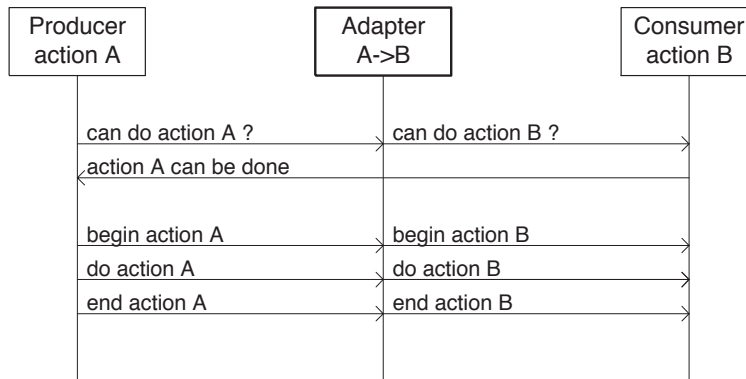 Producer
action A
Adapter
A->B
Consumer
action B
can do action A ?
can do action B ?
action A can be done
begin action A
begin action B
do action A
do action B
end action A
end action B